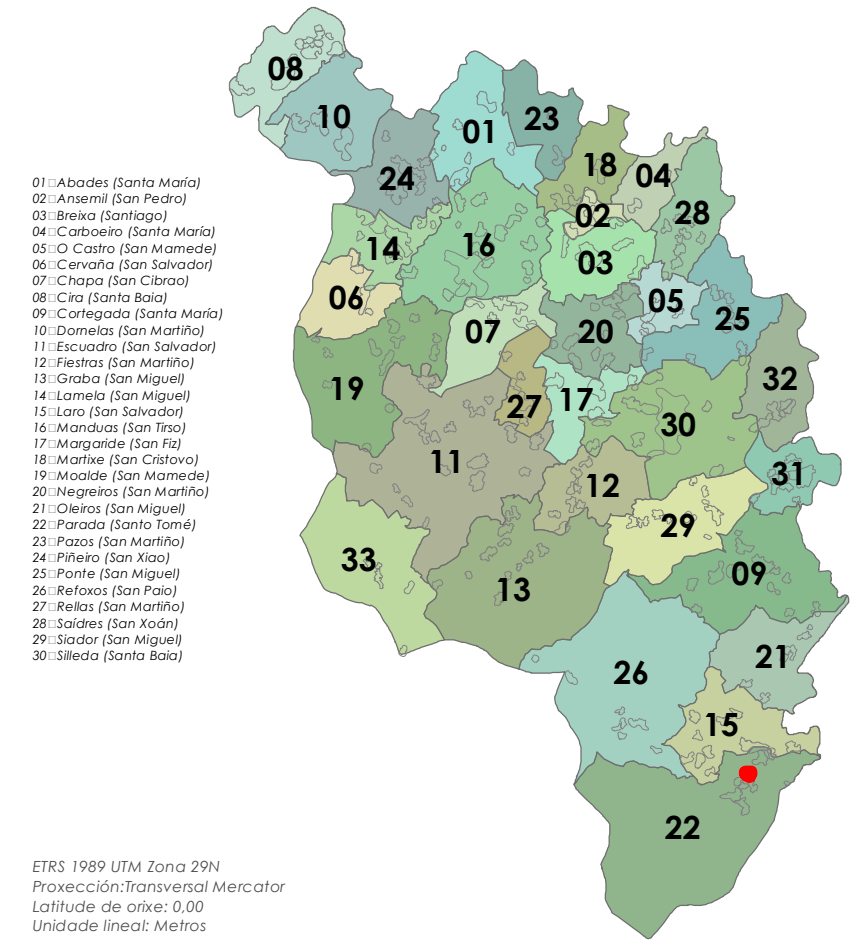 08
10
01
23
24
18
04
02
28
14
16
03
06
05
25
07
20
19
32
27
17
30
11
12
31
33
29
13
09
26
21
15
22
01□Abades (Santa María)
02□Ansemil (San Pedro)
03□Breixa (Santiago)
04□Carboeiro (Santa María)
05□O Castro (San Mamede)
06□Cervaña (San Salvador)
07□Chapa (San Cibrao)
08□Cira (Santa Baia)
09□Cortegada (Santa María)
10□Dornelas (San Martiño)
11□Escuadro (San Salvador)
12□Fiestras (San Martiño)
13□Graba (San Miguel)
14□Lamela (San Miguel)
15□Laro (San Salvador)
16□Manduas (San Tirso)
17□Margaride (San Fiz)
18□Martixe (San Cristovo)
19□Moalde (San Mamede)
20□Negreiros (San Martiño)
21□Oleiros (San Miguel)
22□Parada (Santo Tomé)
23□Pazos (San Martiño)
24□Piñeiro (San Xiao)
25□Ponte (San Miguel)
26□Refoxos (San Paio)
27□Rellas (San Martiño)
28□Saídres (San Xoán)
29□Siador (San Miguel)
30□Silleda (Santa Baia)
ETRS 1989 UTM Zona 29N
Proxección:Transversal Mercator
Latitude de orixe: 0,00
Unidade lineal: Metros